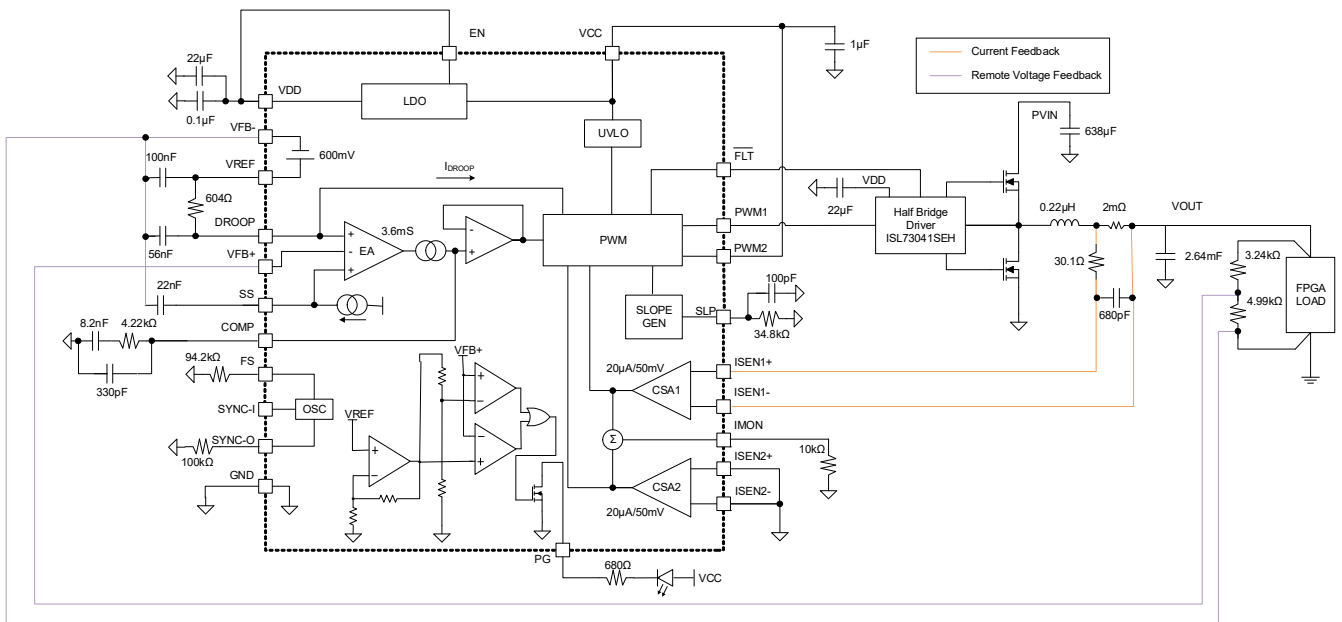 EN
VCC
22µF
1µF
Current Feedback
Remote Voltage Feedback
VDD
LDO
0.1µF
PVIN
638µF
VFB-
UVLO
600mV
100nF
VREF
FLT
IDROOP
604Ω
VDD
22µF
DROOP
3.6mS
EA
PWM
PWM1
PWM2
Half Bridge
Driver
ISL73041SEH
0.22µH
2mΩ
VOUT
56nF
VFB+
30.1Ω
2.64mF
3.24kΩ
4.99kΩ
FPGA
LOAD
680pF
22nF
SS
100pF
SLOPE
GEN
SLP
34.8kΩ
8.2nF
4.22kΩ
COMP
330pF
94.2kΩ
FS
VFB+
20µA/50mV
CSA1
ISEN1+
ISEN1-
SYNC-I
OSC
VREF
IMON
Σ
SYNC-O
100kΩ
10kΩ
ISEN2+
CSA2
ISEN2-
20µA/50mV
GND
PG
680Ω
VCC